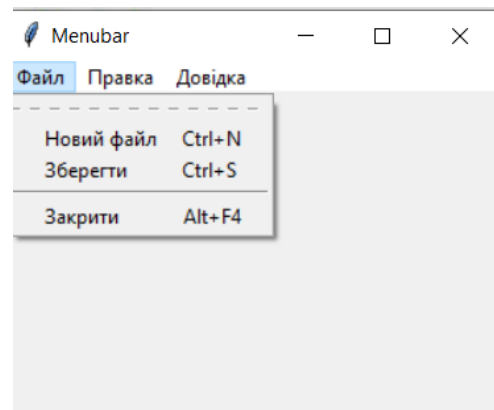 Menubar
Файл Правка Довідка
Новий файл Ctrl+N
Зберегти Ctrl+S
Закрити Alt+F4